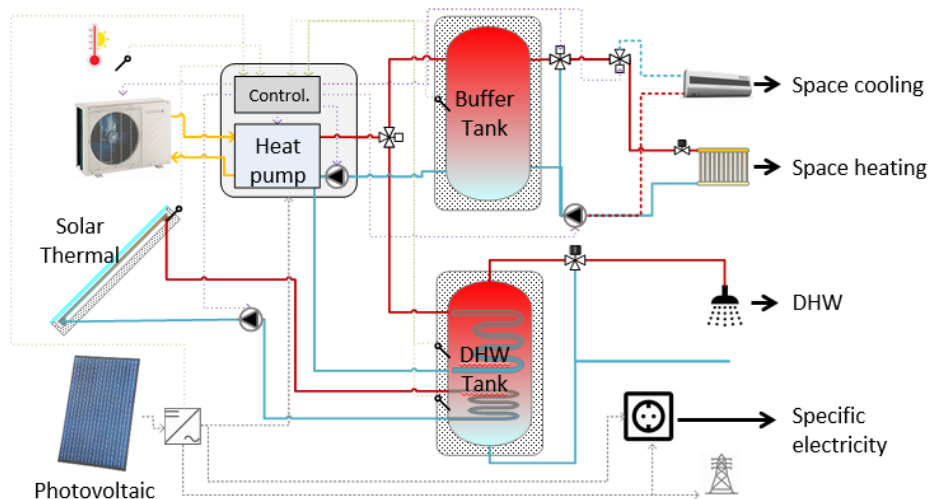 Control.
Heat
pump
Buffer
Tank
Space cooling
Space heating
Solar
Thermal
DHW
Tank
DHW
Photovoltaic
Specific
electricity